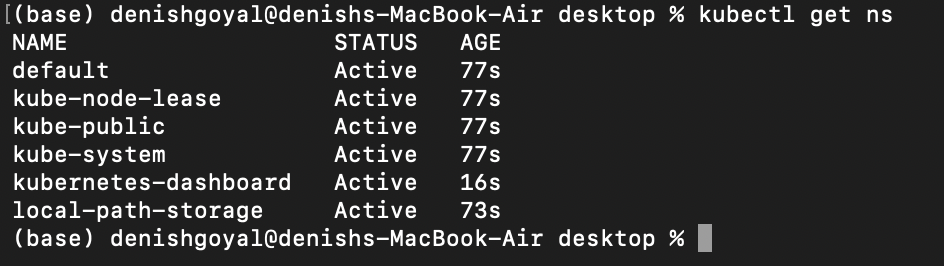 [(base) denishgoyal@denishs-MacBook-Air desktop % kubectl get ns
NAME                   STATUS   AGE
default                Active   77s
kube-node-lease        Active   77s
kube-public            Active   77s
kube-system            Active   77s
kubernetes-dashboard   Active   16s
local-path-storage     Active   73s
(base) denishgoyal@denishs-MacBook-Air desktop %